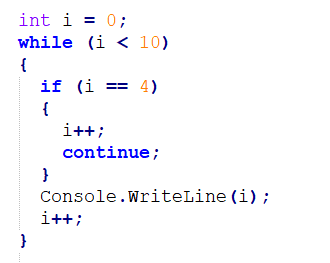 int i = 0;
while (i < 10)
{
  if (i == 4)
  {
    i++;
    continue;
  }
  Console.WriteLine(i);
  i++;
}